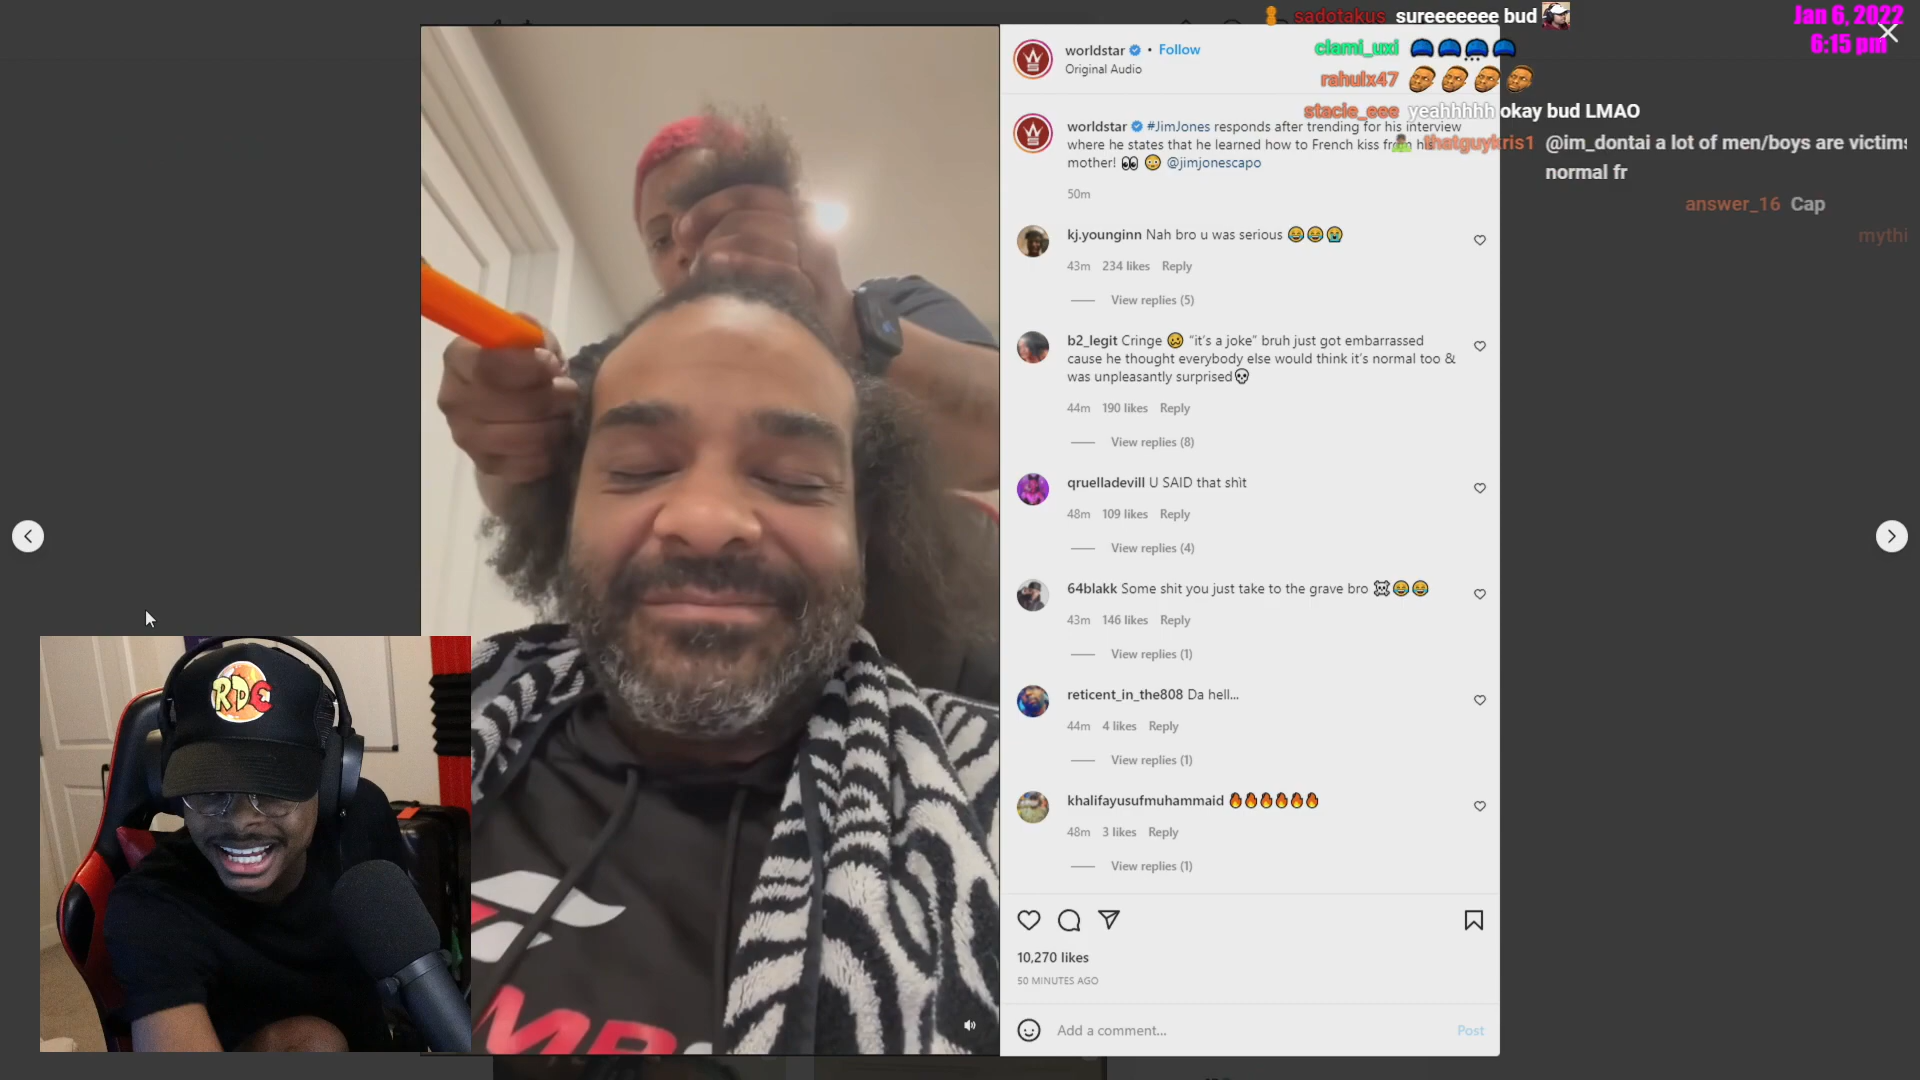 sadotakus sureeeeeee bud
Jan 6, 2022
6:15 pm
clami_uxi
rahulx47
stacie_eee yeahhhhh okay bud LMAO
thatguykris1 @im_dontai a lot of men/boys are victims
normal fr
answer_16 Cap
mythi
worldstar • Follow
Original Audio
worldstar #JimJones responds after trending for his interview
where he states that he learned how to French kiss from his
mother! 👀 😳 @jimjonescapo
50m
kj.younginn Nah bro u was serious 😂😂😭
43m 234 likes Reply
View replies (5)
b2_legit Cringe 🥴 “it’s a joke” bruh just got embarrassed
cause he thought everybody else would think it’s normal too &
was unpleasantly surprised💀
44m 190 likes Reply
View replies (8)
qruelladevill U SAID that shìt
48m 109 likes Reply
View replies (4)
64blakk Some shit you just take to the grave bro ☠️😂😂
43m 146 likes Reply
View replies (1)
reticent_in_the808 Da hell...
44m 4 likes Reply
View replies (1)
khalifayusufmuhammaid 🔥🔥🔥🔥🔥🔥
48m 3 likes Reply
View replies (1)
10,270 likes
50 MINUTES AGO
Add a comment...
Post
RDC